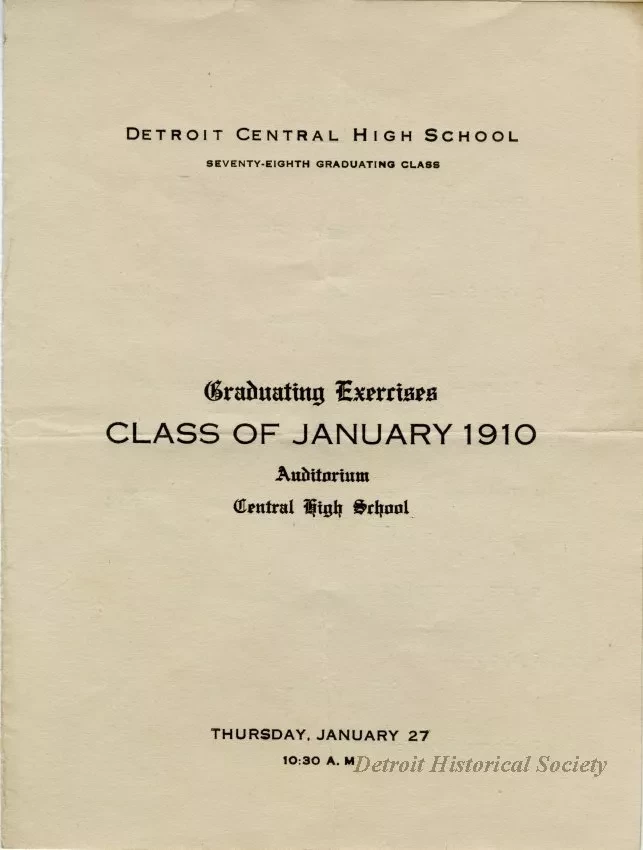 DETROIT CENTRAL HIGH SCHOOL
SEVENTY-EIGHTH GRADUATING CLASS
Graduating Exercises
CLASS OF JANUARY 1910
Auditorium
Central High School
THURSDAY, JANUARY 27
10:30 A. M
Detroit Historical Society